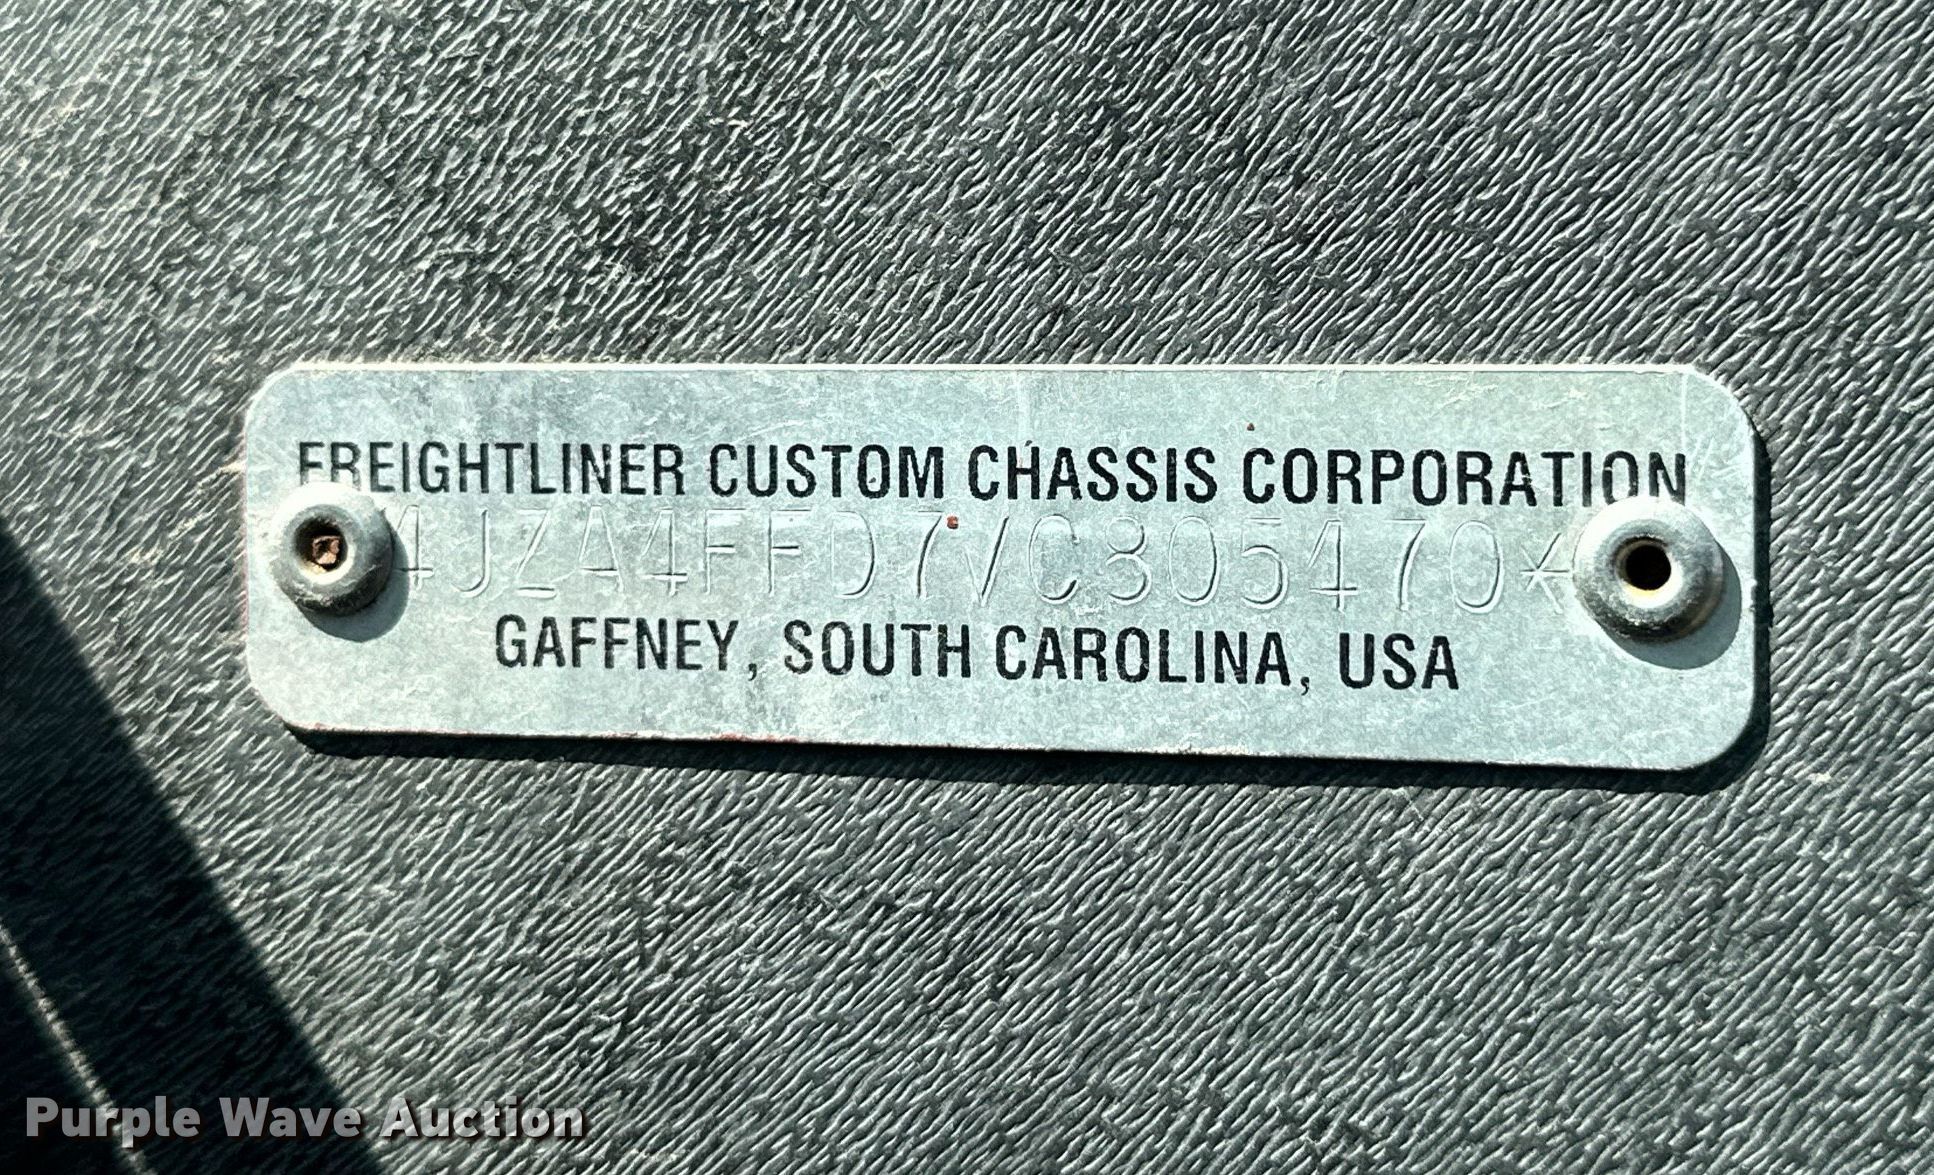 FREIGHTLINER CUSTOM CHASSIS CORPORATION
4UZA4FFD7VC805470*
GAFFNEY, SOUTH CAROLINA, USA
Purple Wave Auction